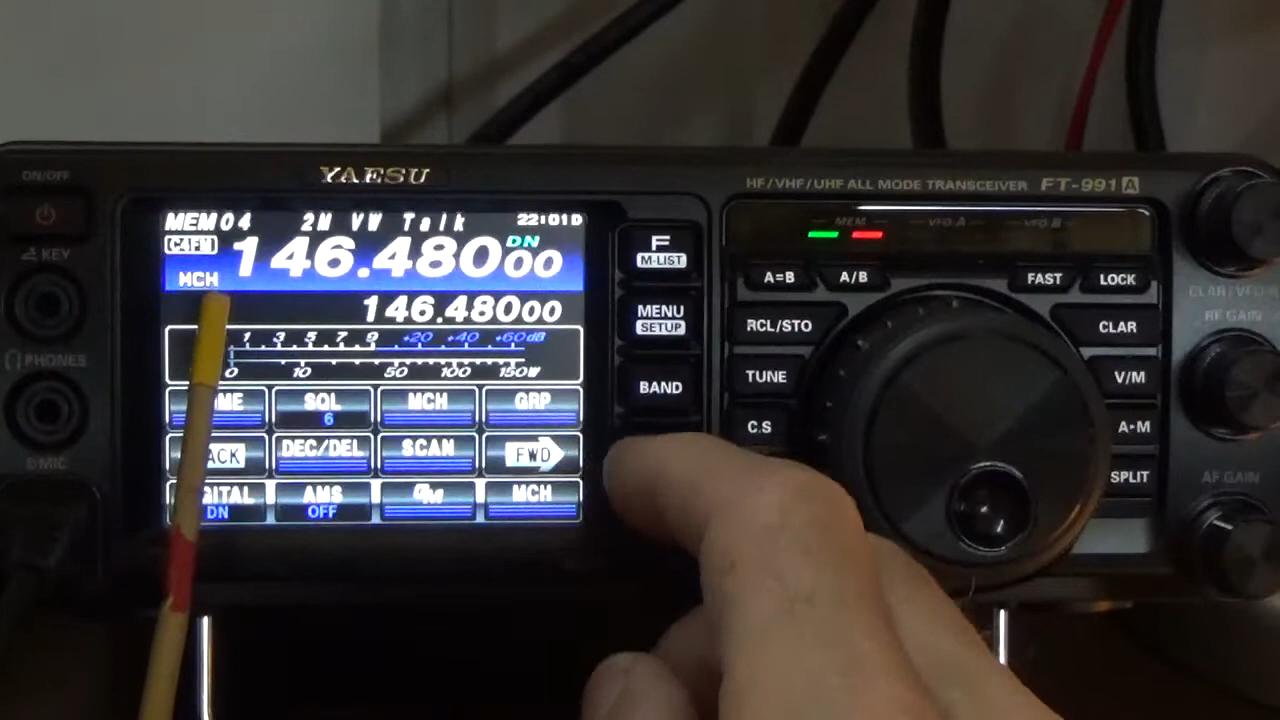 ON/OFF
KEY
PHONES
MIC
YAESU
HF/VHF/UHF ALL MODE TRANSCEIVER FT-991A
MEM04 2M VW Talk 22:01D
C4FM 146.48000 DN
MCH
146.48000
1 3 5 7 9 +20 +40 +60dB
0 10 50 100 150W
SQL MCH GRP
6
DEC/DEL SCAN FWD
AMS MCH
DN OFF
F
M-LIST
MENU
SETUP
BAND
MEM VFO-A VFO-B
A=B A/B FAST LOCK
RCL/STO CLAR
TUNE V/M
C.S A▸M
SPLIT
RF GAIN
AF GAIN